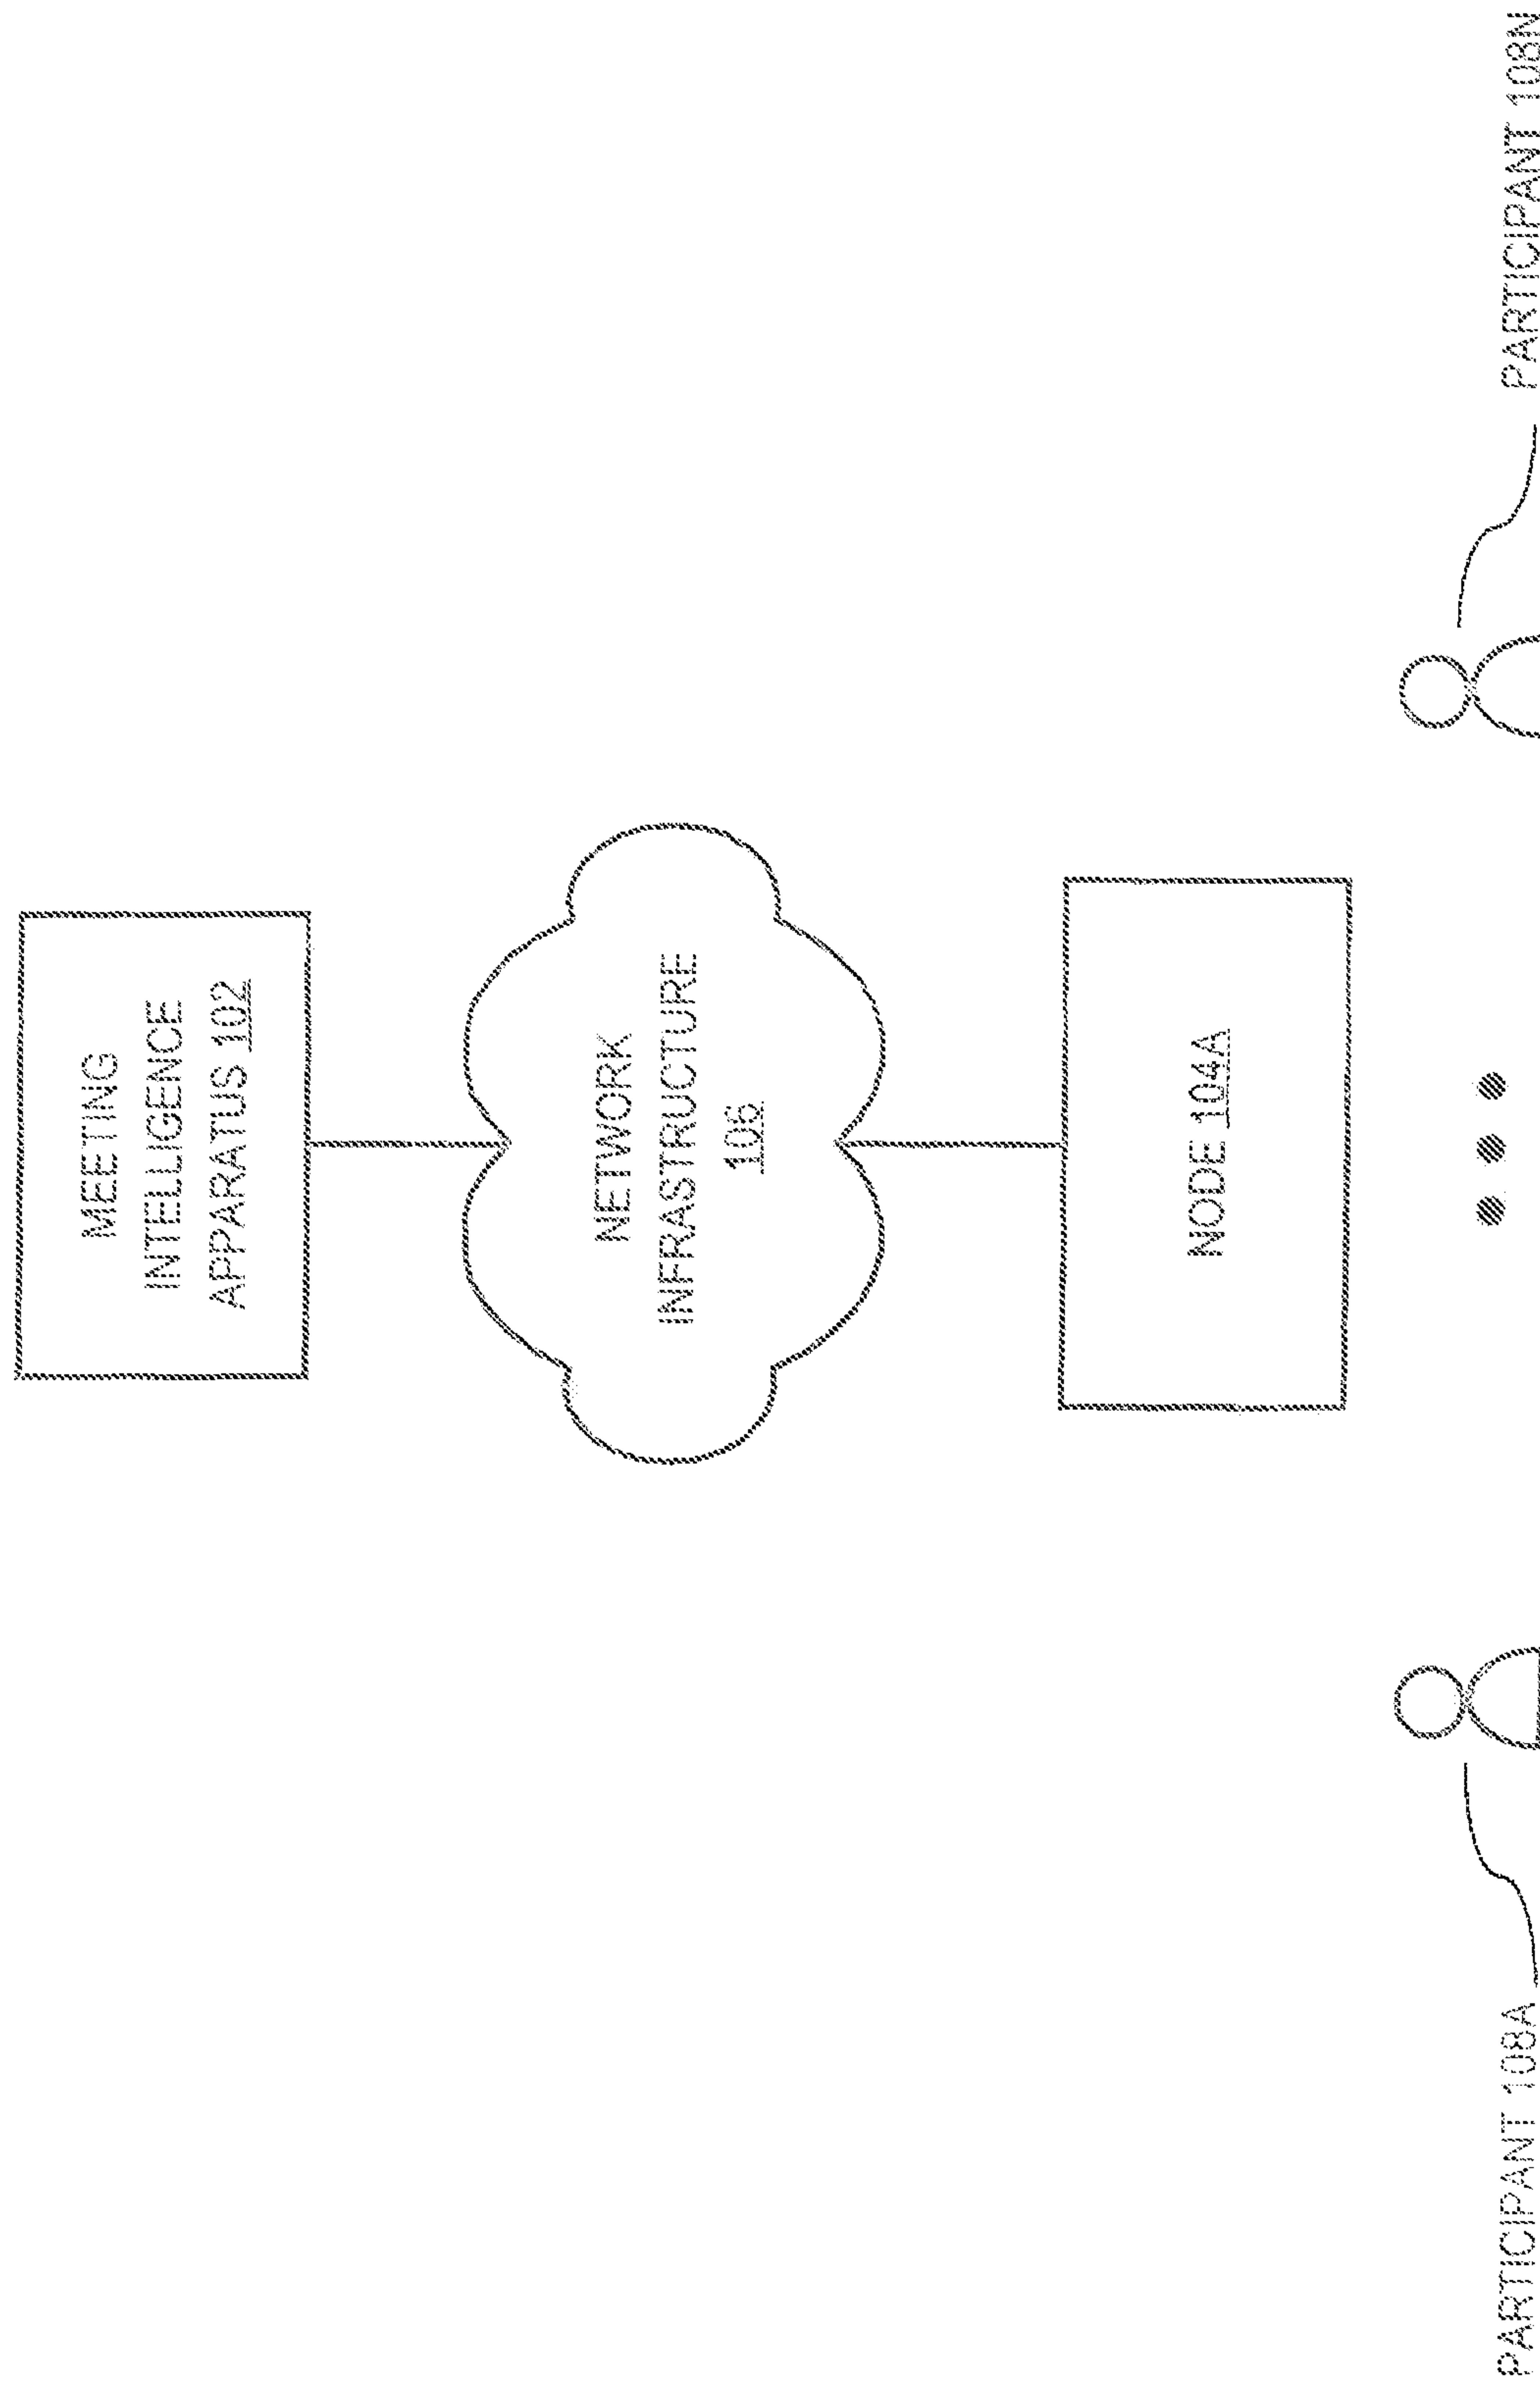 MEETING
INTELLIGENCE
APPARATUS 102
NETWORK
INFRASTRUCTURE
106
NODE 104A
PARTICIPANT 108A
PARTICIPANT 108N